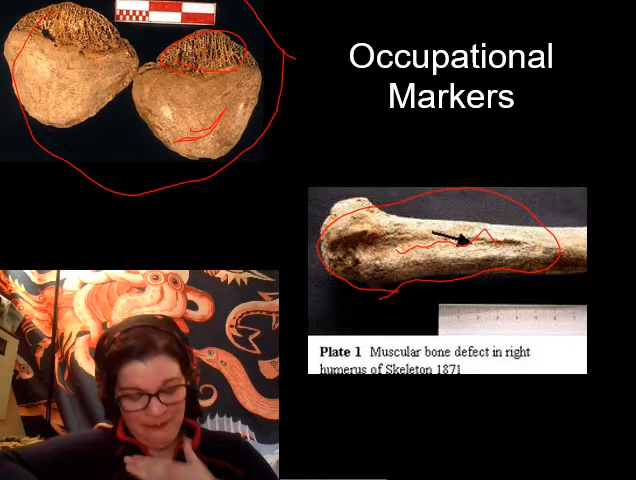 Occupational
Markers
Plate 1 Muscular bone defect in right
humerus of Skeleton 1871